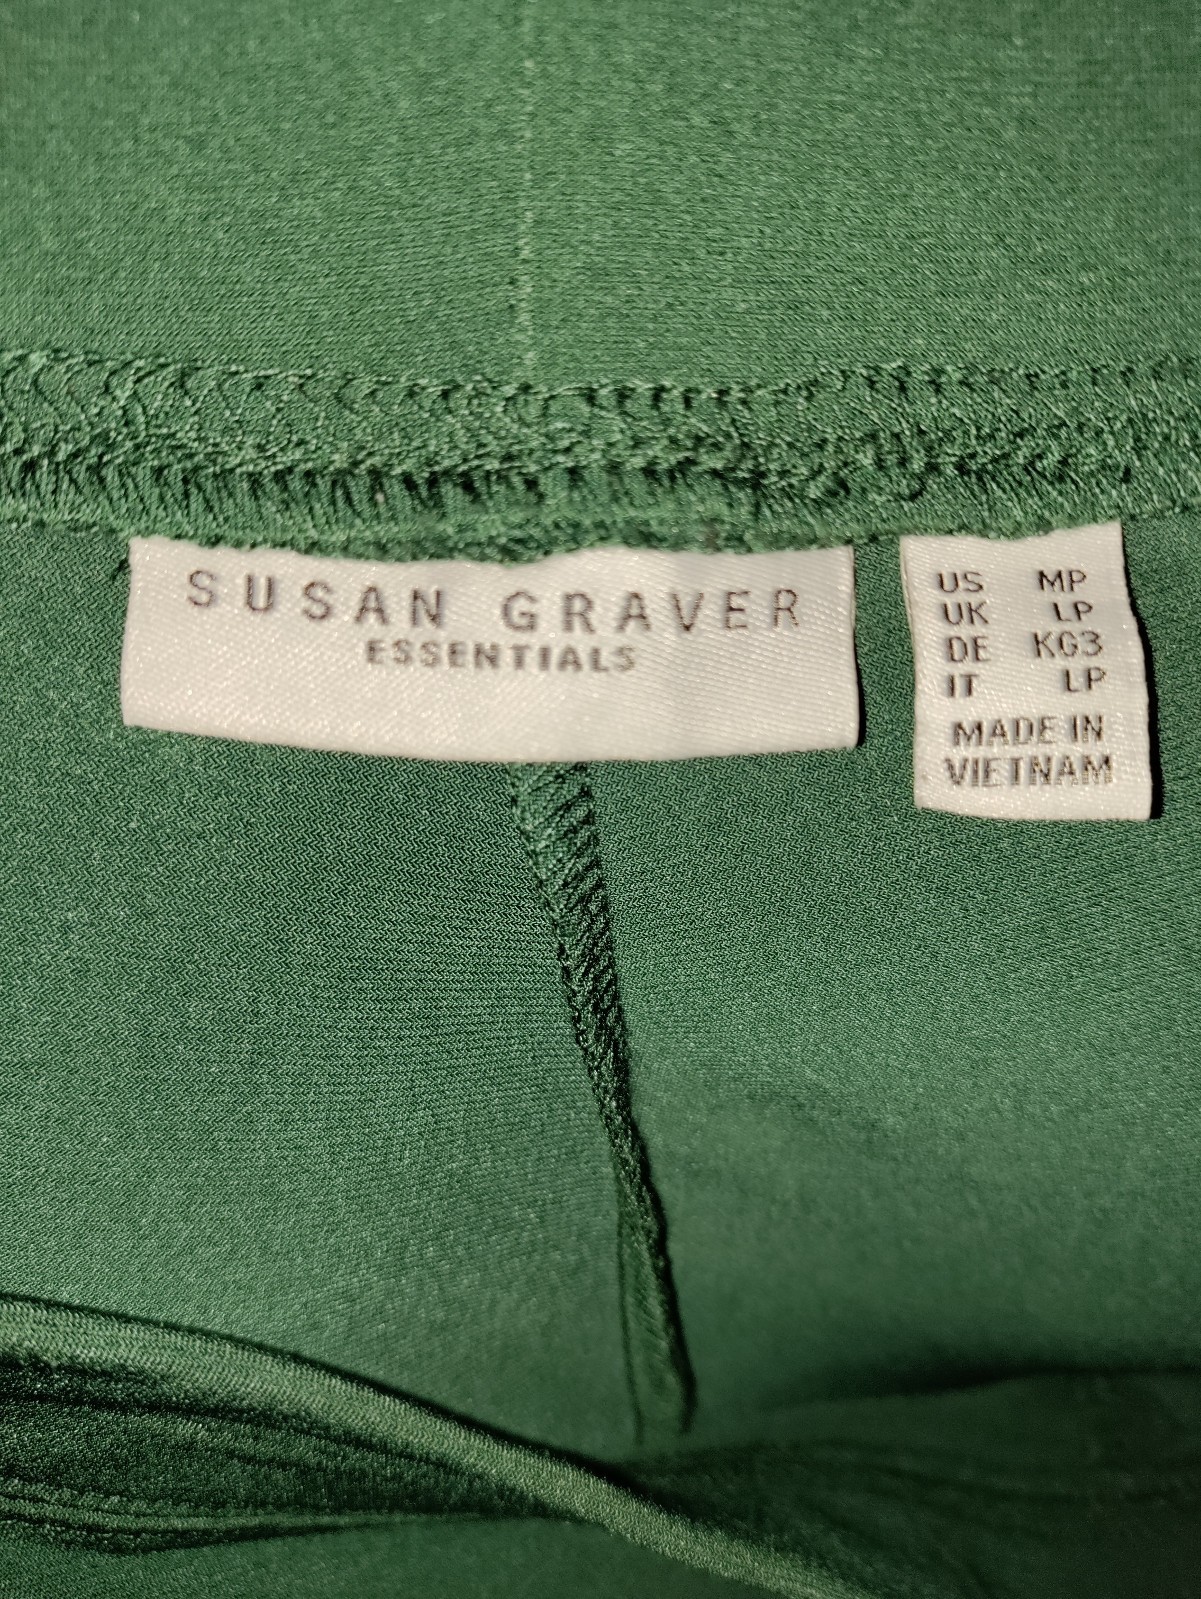 SUSAN GRAVER
ESSENTIALS
US MP
UK LP
DE KG3
IT LP
MADE IN
VIETNAM